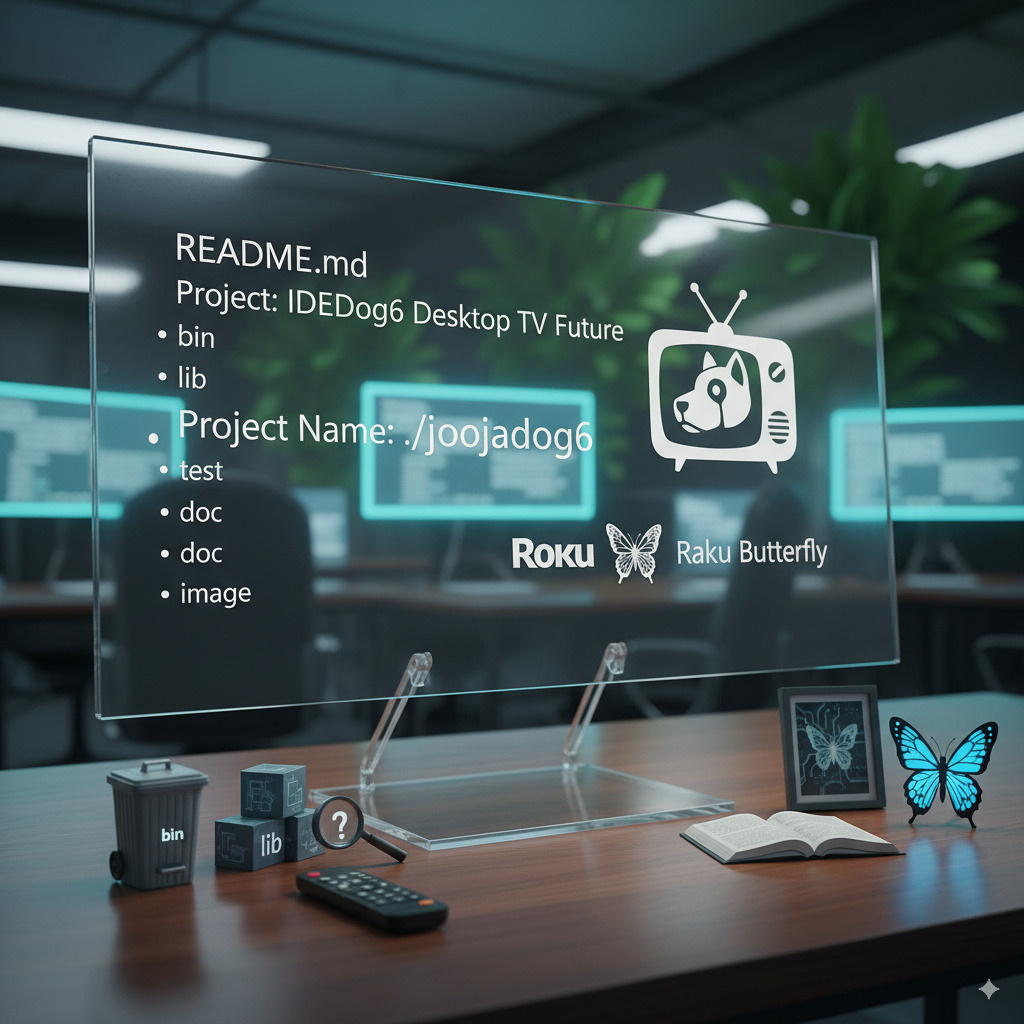 README.md
Project: IDEDog6 Desktop TV Future
• bin
• lib
• Project Name: ./joojadog6
• test
• doc
• doc
• image
Roku Raku Butterfly
bin
lib
?